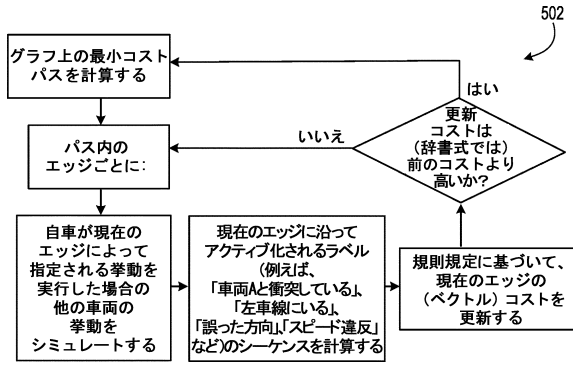 502
グラフ上の最小コスト
パスを計算する
はい
更新
コストは
(辞書式では)
前のコストより
高いか?
いいえ
パス内の
エッジごとに:
自車が現在の
エッジによって
指定される挙動を
実行した場合の
他の車両の
挙動を
シミュレートする
現在のエッジに沿って
アクティブ化されるラベル
(例えば、
「車両Aと衝突している」、
「左車線にいる」、
「誤った方向」、「スピード違反」
など)のシーケンスを計算する
規則規定に基づいて、
現在のエッジの
(ベクトル)コストを
更新する